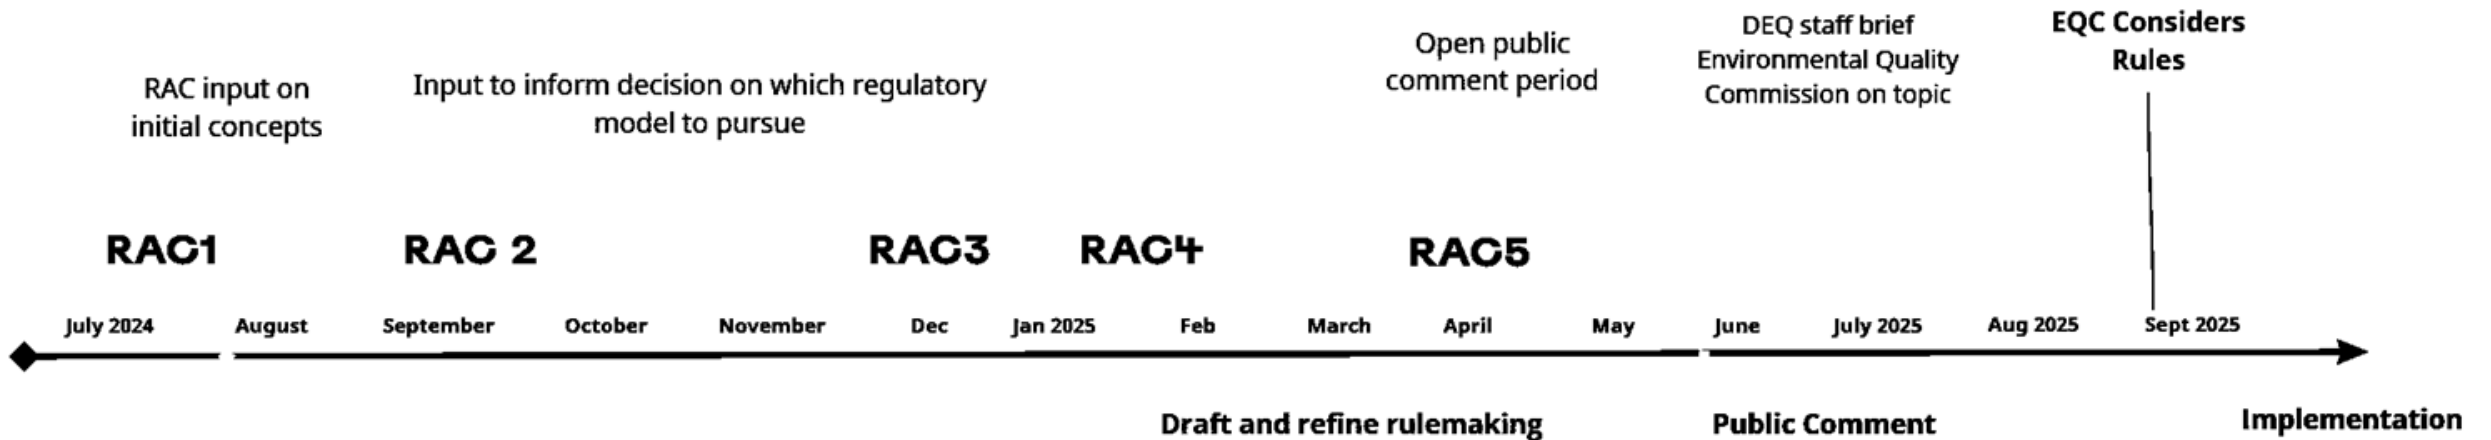 RAC input on
initial concepts
Input to inform decision on which regulatory
model to pursue
Open public
comment period
DEQ staff brief
Environmental Quality
Commission on topic
EQC Considers
Rules
RAC1
RAC 2
RAC3
RAC4
RAC5
July 2024
August
September
October
November
Dec
Jan 2025
Feb
March
April
May
June
July 2025
Aug 2025
Sept 2025
Draft and refine rulemaking
Public Comment
Implementation